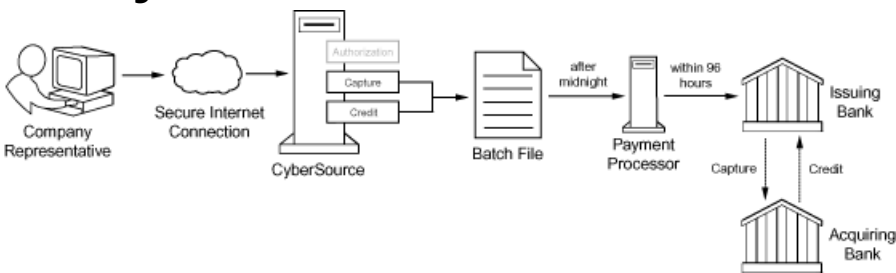 Authorization
Capture
Credit
Company
Representative
Secure Internet
Connection
CyberSource
Batch File
after
midnight
Payment
Processor
within 96
hours
Issuing
Bank
Capture
Credit
Acquiring
Bank